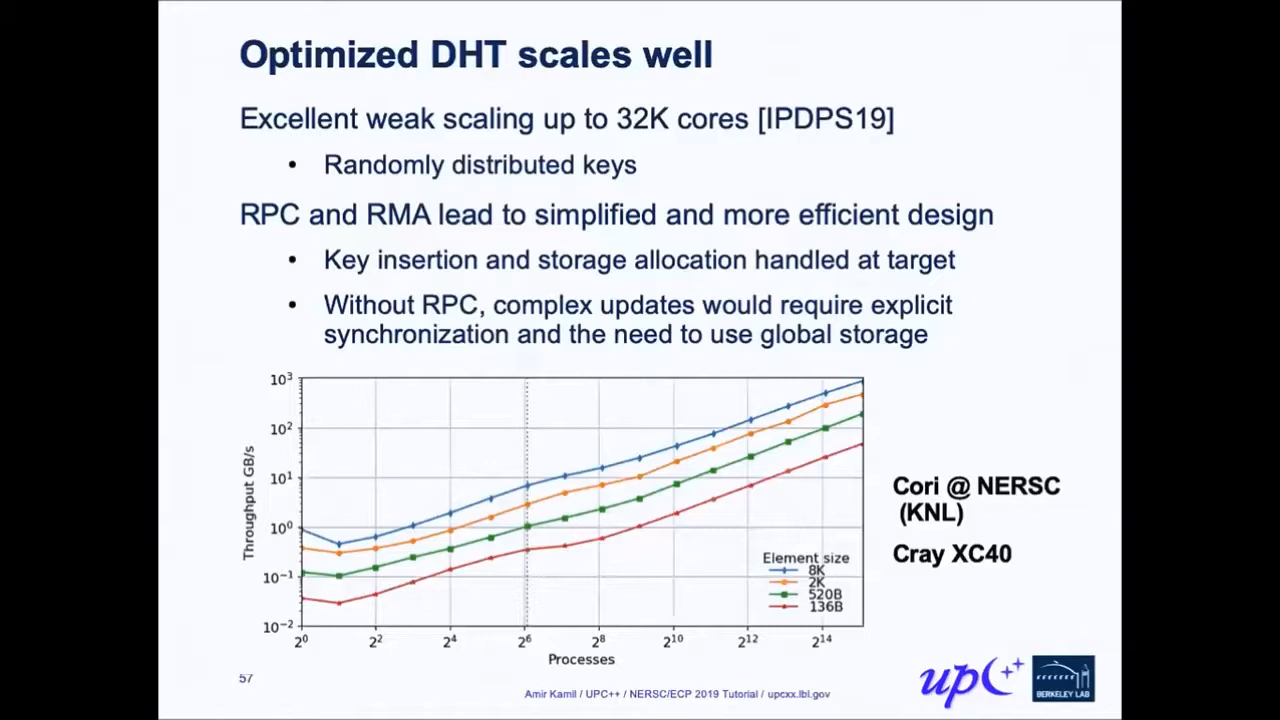 Optimized DHT scales well
Excellent weak scaling up to 32K cores [IPDPS19]
• Randomly distributed keys
RPC and RMA lead to simplified and more efficient design
• Key insertion and storage allocation handled at target
• Without RPC, complex updates would require explicit
synchronization and the need to use global storage
10³
10²
10¹
10⁰
10⁻¹
10⁻²
Throughput GB/s
2⁰ 2² 2⁴ 2⁶ 2⁸ 2¹⁰ 2¹² 2¹⁴
Processes
Element size
8K
2K
520B
136B
Cori @ NERSC
(KNL)
Cray XC40
57
Amir Kamil / UPC++ / NERSC/ECP 2019 Tutorial / upcxx.lbl.gov
upC++
BERKELEY LAB